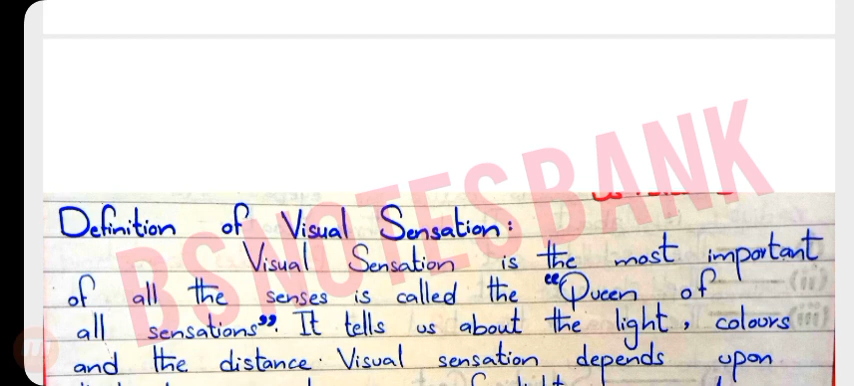 BSNOTESBANK
Definition of Visual Sensation:
Visual Sensation is the most important
of all the senses is called the "Queen of
all sensations". It tells us about the light, colours
and the distance. Visual sensation depends upon